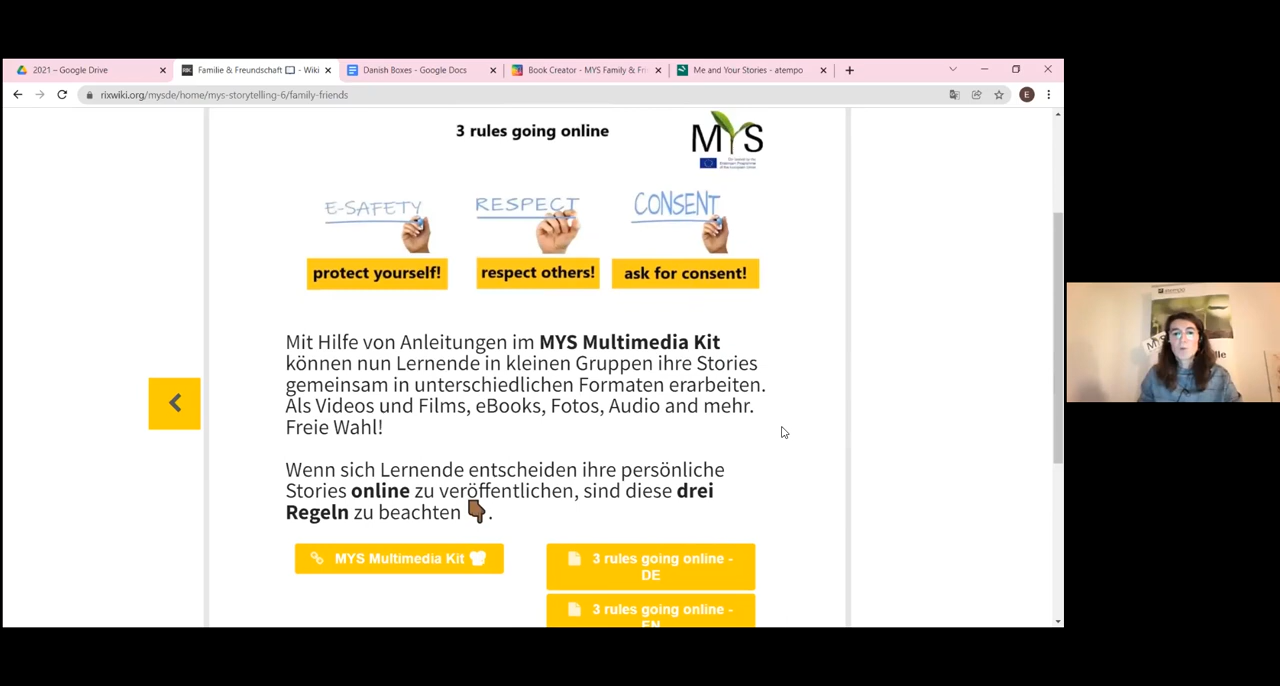 2021 – Google Drive
Familie & Freundschaft - Wiki
Danish Boxes - Google Docs
Book Creator - MYS Family & Fri
Me and Your Stories - atempo
rixwiki.org/mysde/home/mys-storytelling-6/family-friends
E
3 rules going online
MYS
E-SAFETY
RESPECT
CONSENT
protect yourself!
respect others!
ask for consent!
Mit Hilfe von Anleitungen im MYS Multimedia Kit
können nun Lernende in kleinen Gruppen ihre Stories
gemeinsam in unterschiedlichen Formaten erarbeiten.
Als Videos und Films, eBooks, Fotos, Audio and mehr.
Freie Wahl!
Wenn sich Lernende entscheiden ihre persönliche
Stories online zu veröffentlichen, sind diese drei
Regeln zu beachten 👇🏾.
MYS Multimedia Kit
3 rules going online -
DE
3 rules going online -
EN